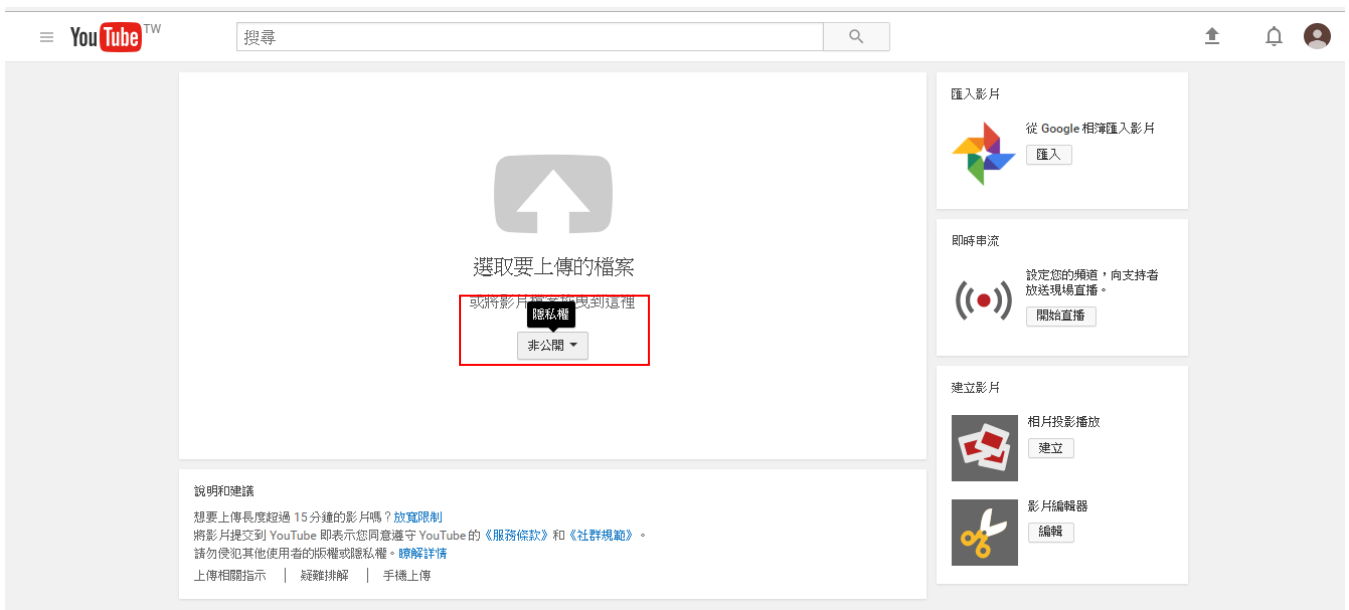 YouTube TW
搜尋
選取要上傳的檔案
或將影片檔案拖曳到這裡
隱私權
非公開
說明和建議
想要上傳長度超過 15 分鐘的影片嗎？放寬限制
將影片提交到 YouTube 即表示您同意遵守 YouTube 的《服務條款》和《社群規範》。
請勿侵犯其他使用者的版權或隱私權。瞭解詳情
上傳相關指示 | 疑難排解 | 手機上傳
匯入影片
從 Google 相簿匯入影片
匯入
即時串流
設定您的頻道，向支持者
放送現場直播。
開始直播
建立影片
相片投影播放
建立
影片編輯器
編輯